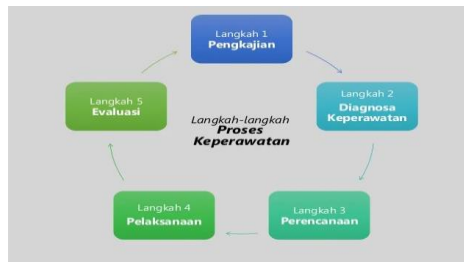 Langkah 1
Pengkajian
Langkah 2
Diagnosa
Keperawatan
Langkah 3
Perencanaan
Langkah 4
Pelaksanaan
Langkah 5
Evaluasi
Langkah-langkah
Proses
Keperawatan